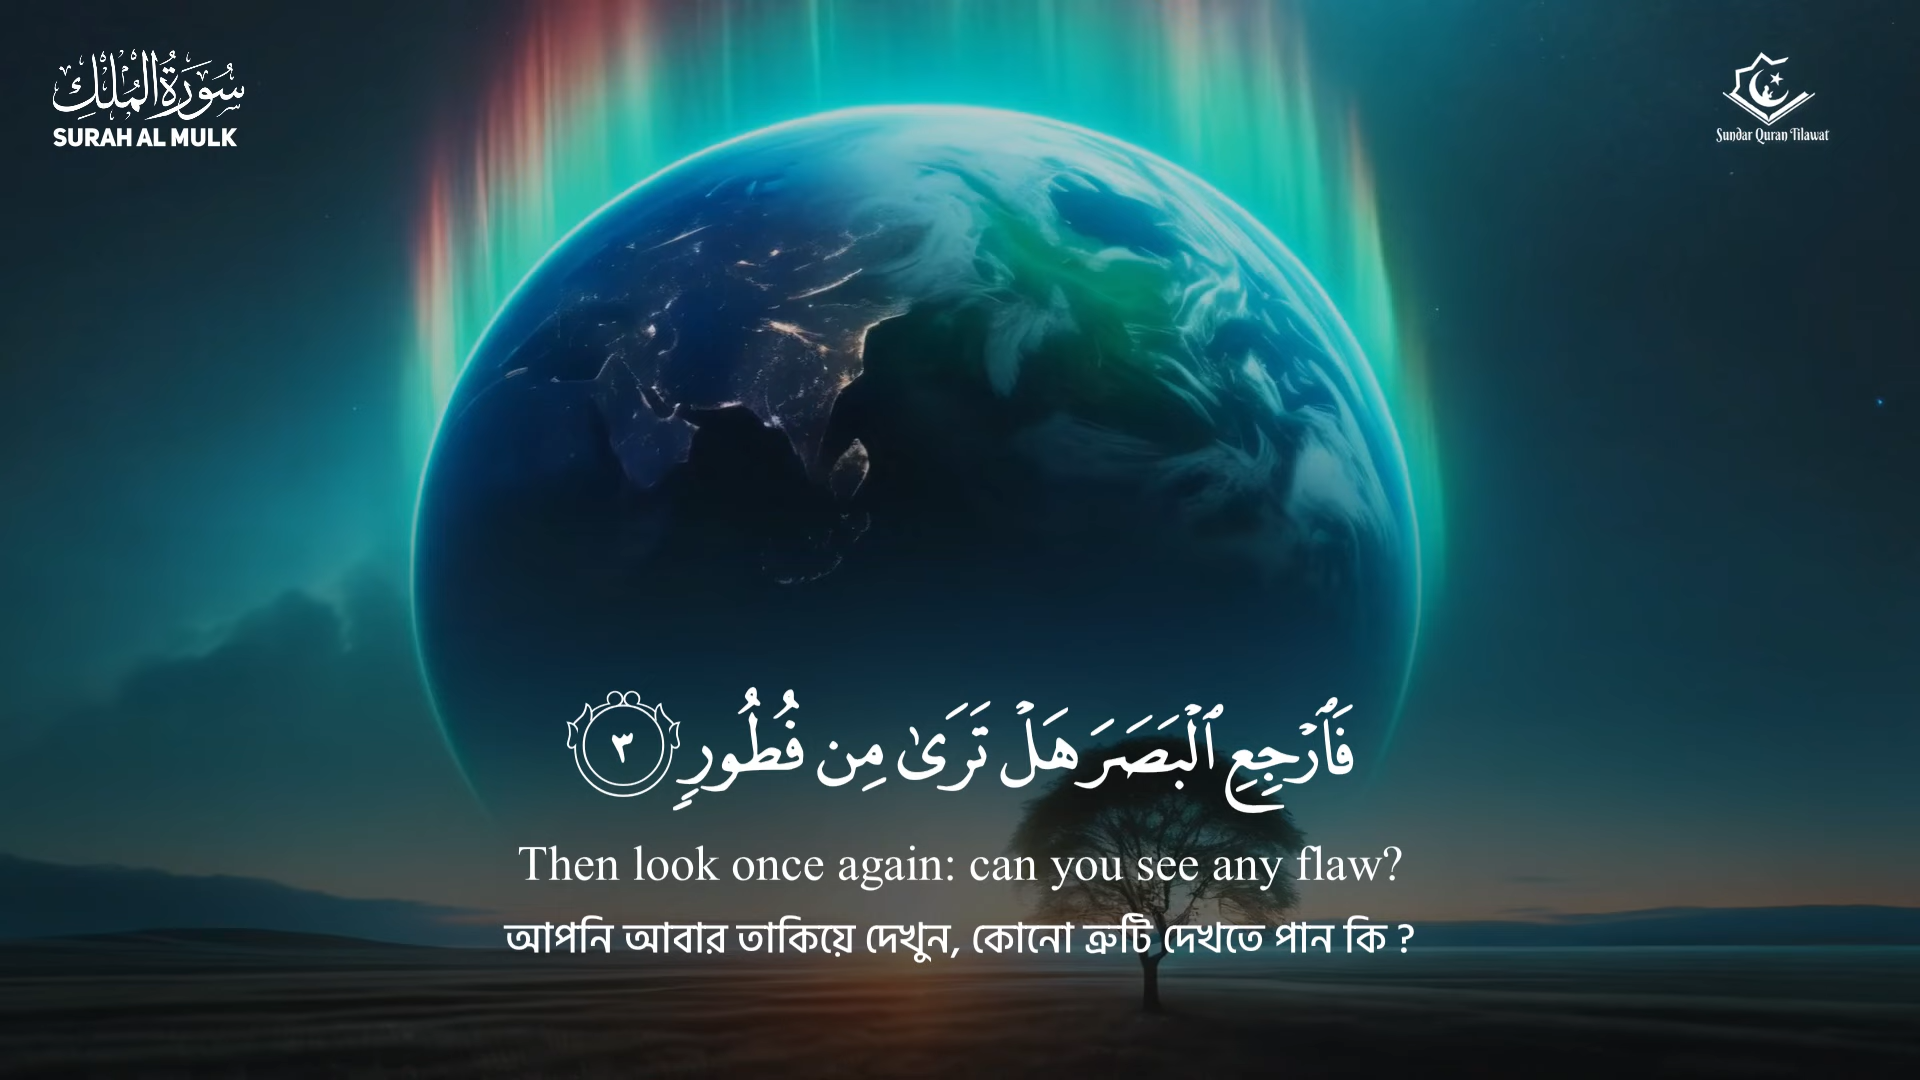 سُورَةُ الْمُلْكِ
SURAH AL MULK
Sundar Quran Tilawat
فَٱرْجِعِ ٱلْبَصَرَ هَلْ تَرَىٰ مِن فُطُورٍ ٣
Then look once again: can you see any flaw?
আপনি আবার তাকিয়ে দেখুন, কোনো ত্রুটি দেখতে পান কি ?